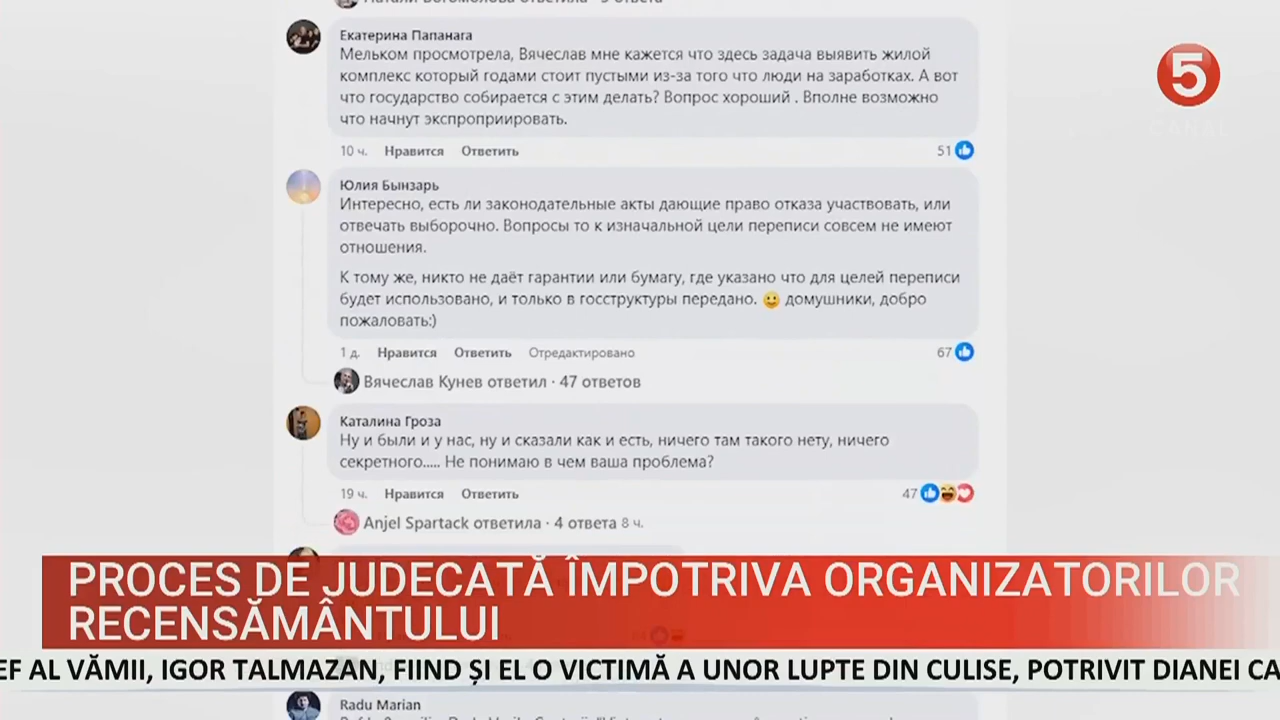 Екатерина Папанага
Мельком просмотрела, Вячеслав мне кажется что здесь задача выявить жилой
комплекс который годами стоит пустыми из-за того что люди на заработках. А вот
что государство собирается с этим делать? Вопрос хороший . Вполне возможно
что начнут экспроприировать.
10 ч. Нравится Ответить 51
5
CANAL
Юлия Бынзарь
Интересно, есть ли законодательные акты дающие право отказа участвовать, или
отвечать выборочно. Вопросы то к изначальной цели переписи совсем не имеют
отношения.
К тому же, никто не даёт гарантии или бумагу, где указано что для целей переписи
будет использовано, и только в госструктуры передано. 🙂 домушники, добро
пожаловать:)
1 д. Нравится Ответить Отредактировано 67
Вячеслав Кунев ответил · 47 ответов
Каталина Гроза
Ну и были и у нас, ну и сказали как и есть, ничего там такого нету, ничего
секретного..... Не понимаю в чем ваша проблема?
19 ч. Нравится Ответить 47
Anjel Spartack ответила · 4 ответа 8 ч.
PROCES DE JUDECATĂ ÎMPOTRIVA ORGANIZATORILOR
RECENSĂMÂNTULUI
EF AL VĂMII, IGOR TALMAZAN, FIIND ȘI EL O VICTIMĂ A UNOR LUPTE DIN CULISE, POTRIVIT DIANEI CA
Radu Marian